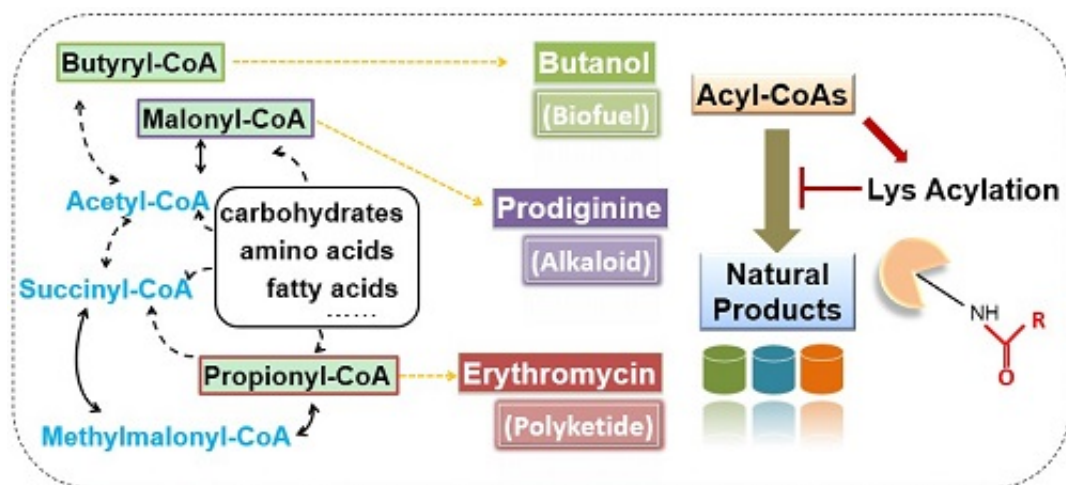 Butyryl-CoA
Butanol
(Biofuel)
Malonyl-CoA
Acetyl-CoA
carbohydrates
amino acids
fatty acids
......
Prodiginine
(Alkaloid)
Succinyl-CoA
Propionyl-CoA
Erythromycin
(Polyketide)
Methylmalonyl-CoA
Acyl-CoAs
Lys Acylation
Natural
Products
NH
R
O